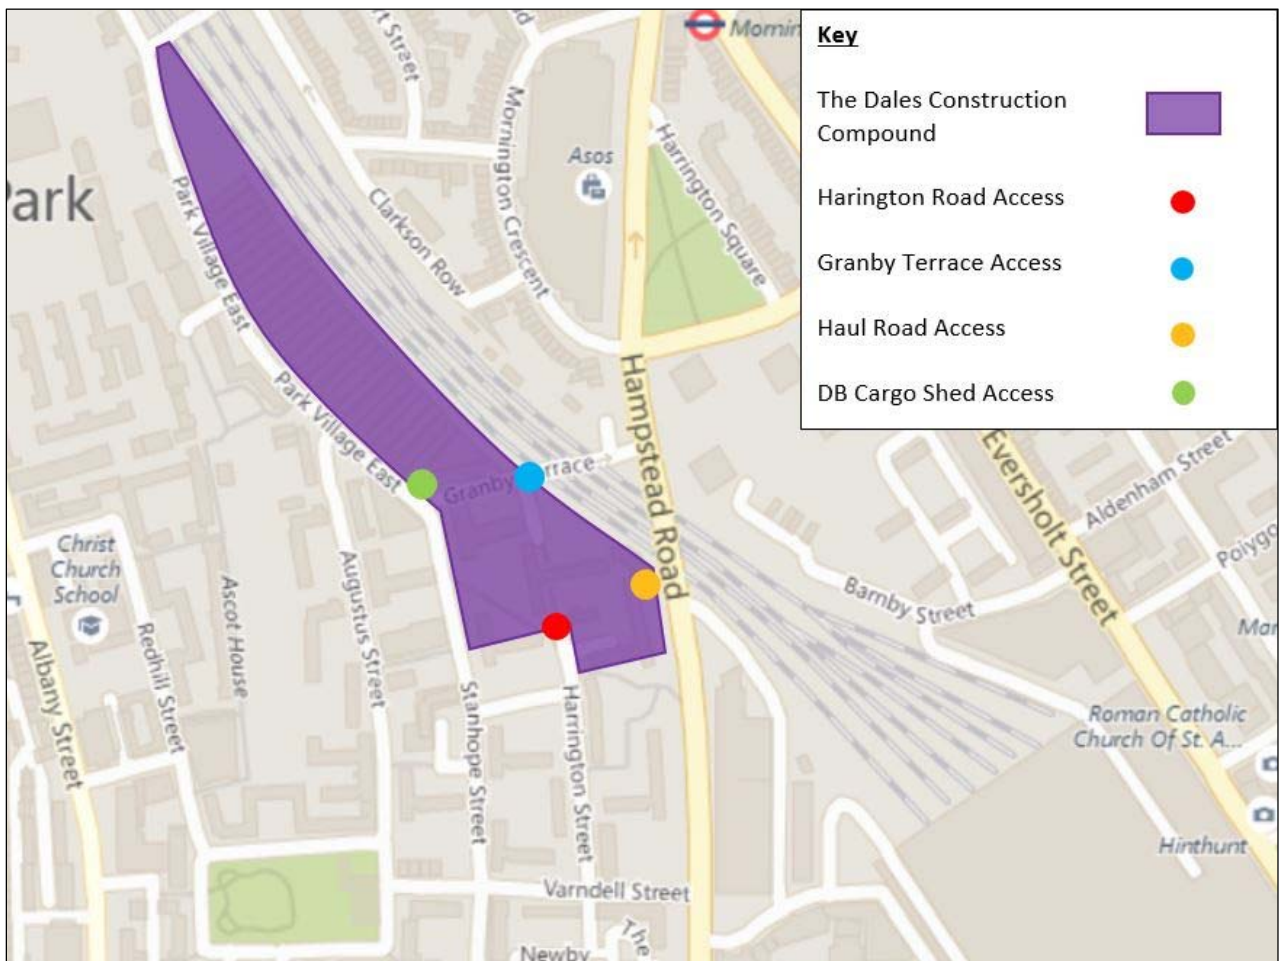 Key
The Dales Construction
Compound
Harington Road Access
Granby Terrace Access
Haul Road Access
DB Cargo Shed Access
Mornington Crescent
Asos
Harrington Square
Clarkson Row
Park Village East
Park Village East
Hampstead Road
Eversholt Street
Aldenham Street
Barnby Street
Christ
Church
School
Ascot House
Augustus Street
Redhill Street
Albany Street
Stanhope Street
Harrington Street
Roman Catholic
Church Of St. A...
Hinthunt
Varndell Street
The
Newby
Street
Park
Granby